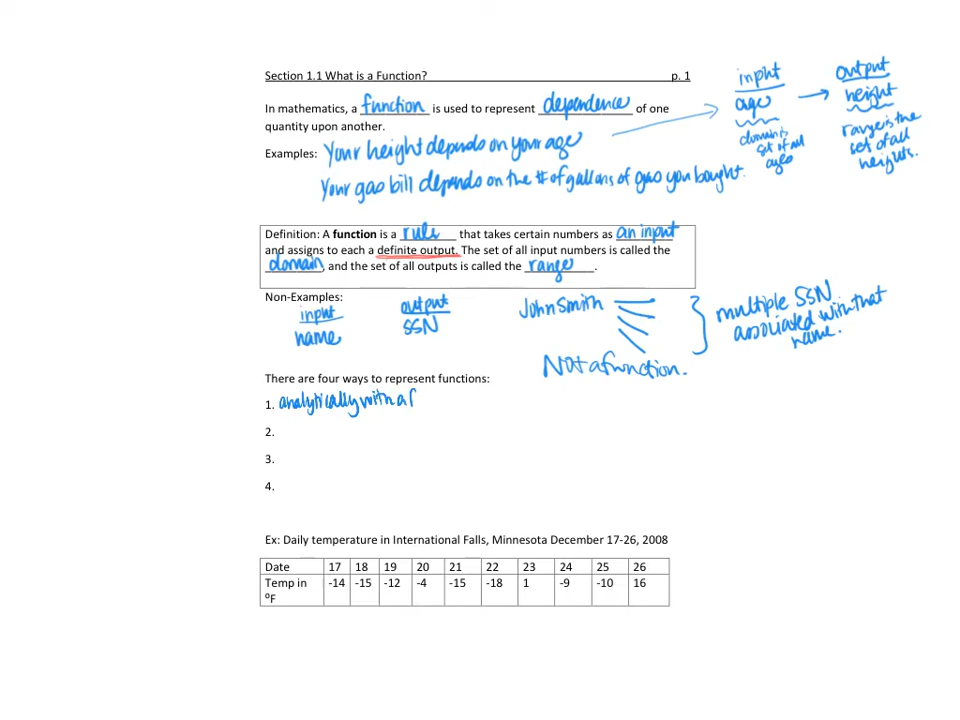 Section 1.1 What is a Function? p. 1
In mathematics, a function is used to represent dependence of one
quantity upon another.
Examples: Your height depends on your age
Your gas bill depends on the # of gallons of gas you bought.
input output
age → height
domain is set of all ages
range is the set of all heights.
Definition: A function is a rule that takes certain numbers as an input
and assigns to each a definite output. The set of all input numbers is called the
domain, and the set of all outputs is called the range.
Non-Examples:
input output
name SSN
John Smith
multiple SSN
associated with that
name.
Not a function.
There are four ways to represent functions:
1. analytically with a f
2.
3.
4.
Ex: Daily temperature in International Falls, Minnesota December 17-26, 2008
Date 17 18 19 20 21 22 23 24 25 26
Temp in -14 -15 -12 -4 -15 -18 1 -9 -10 16
⁰F